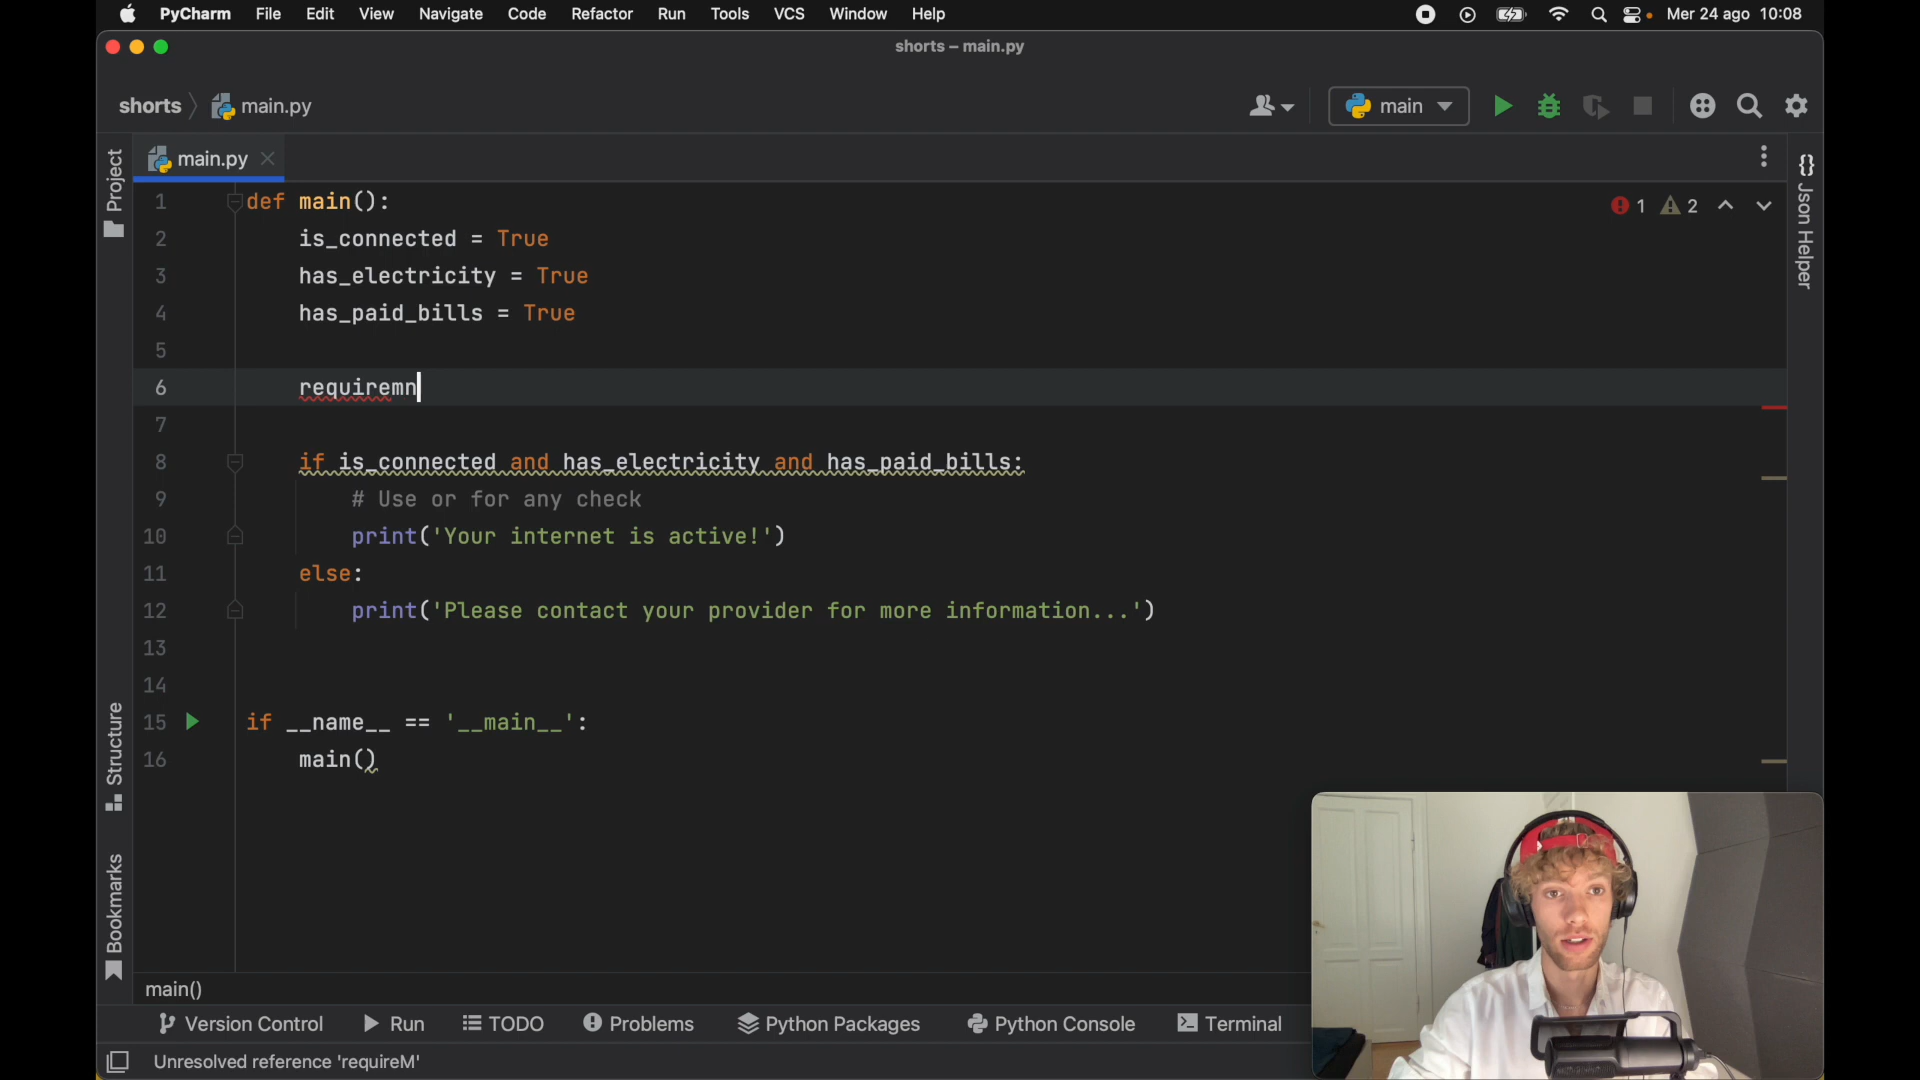 PyCharm File Edit View Navigate Code Refactor Run Tools VCS Window Help Mer 24 ago 10:08
shorts – main.py
shorts main.py main
main.py
Project
Structure
Bookmarks
Json Helper
1 2
1 def main():
2 is_connected = True
3 has_electricity = True
4 has_paid_bills = True
5
6 requiremn
7
8 if is_connected and has_electricity and has_paid_bills:
9 # Use or for any check
10 print('Your internet is active!')
11 else:
12 print('Please contact your provider for more information...')
13
14
15 if __name__ == '__main__':
16 main()
main()
Version Control Run TODO Problems Python Packages Python Console Terminal
Unresolved reference 'requireM'